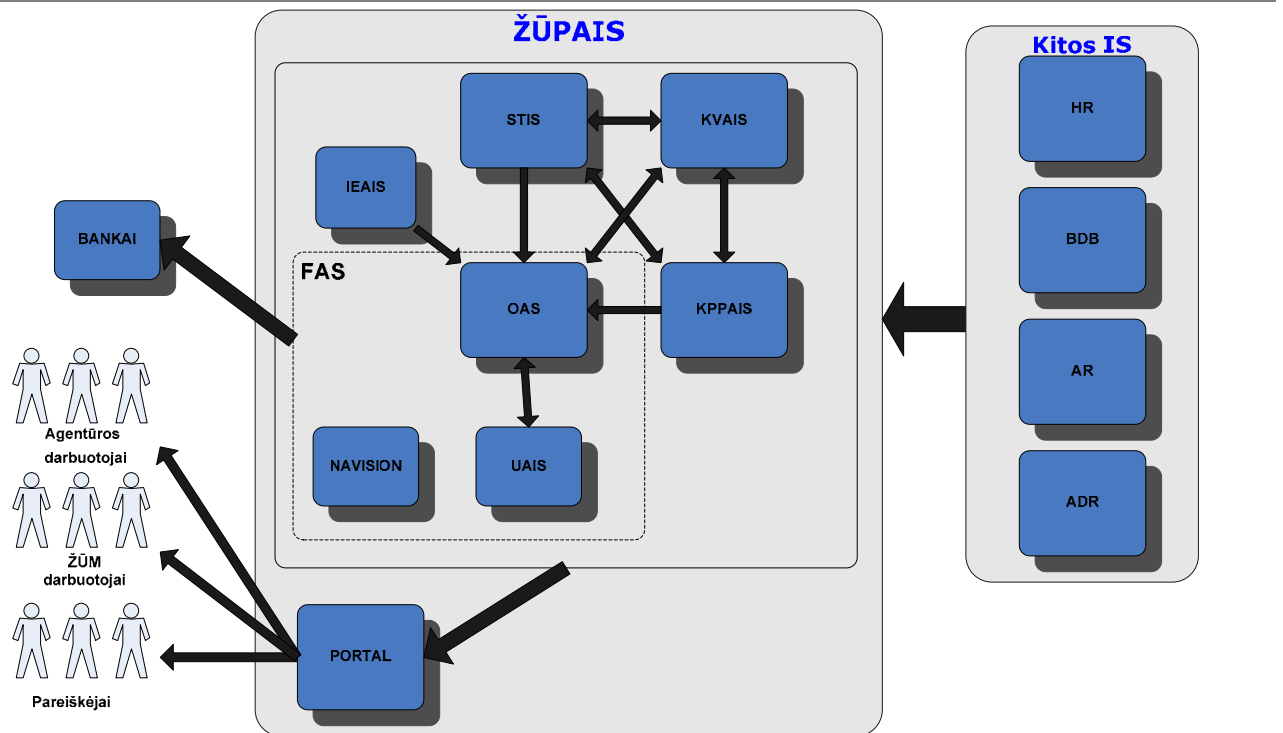 ŽŪPAIS
Kitos IS
STIS
KVAIS
HR
IEAIS
BANKAI
BDB
FAS
OAS
KPPAIS
AR
Agentūros
darbuotojai
NAVISION
UAIS
ADR
ŽŪM
darbuotojai
PORTAL
Pareiškėjai